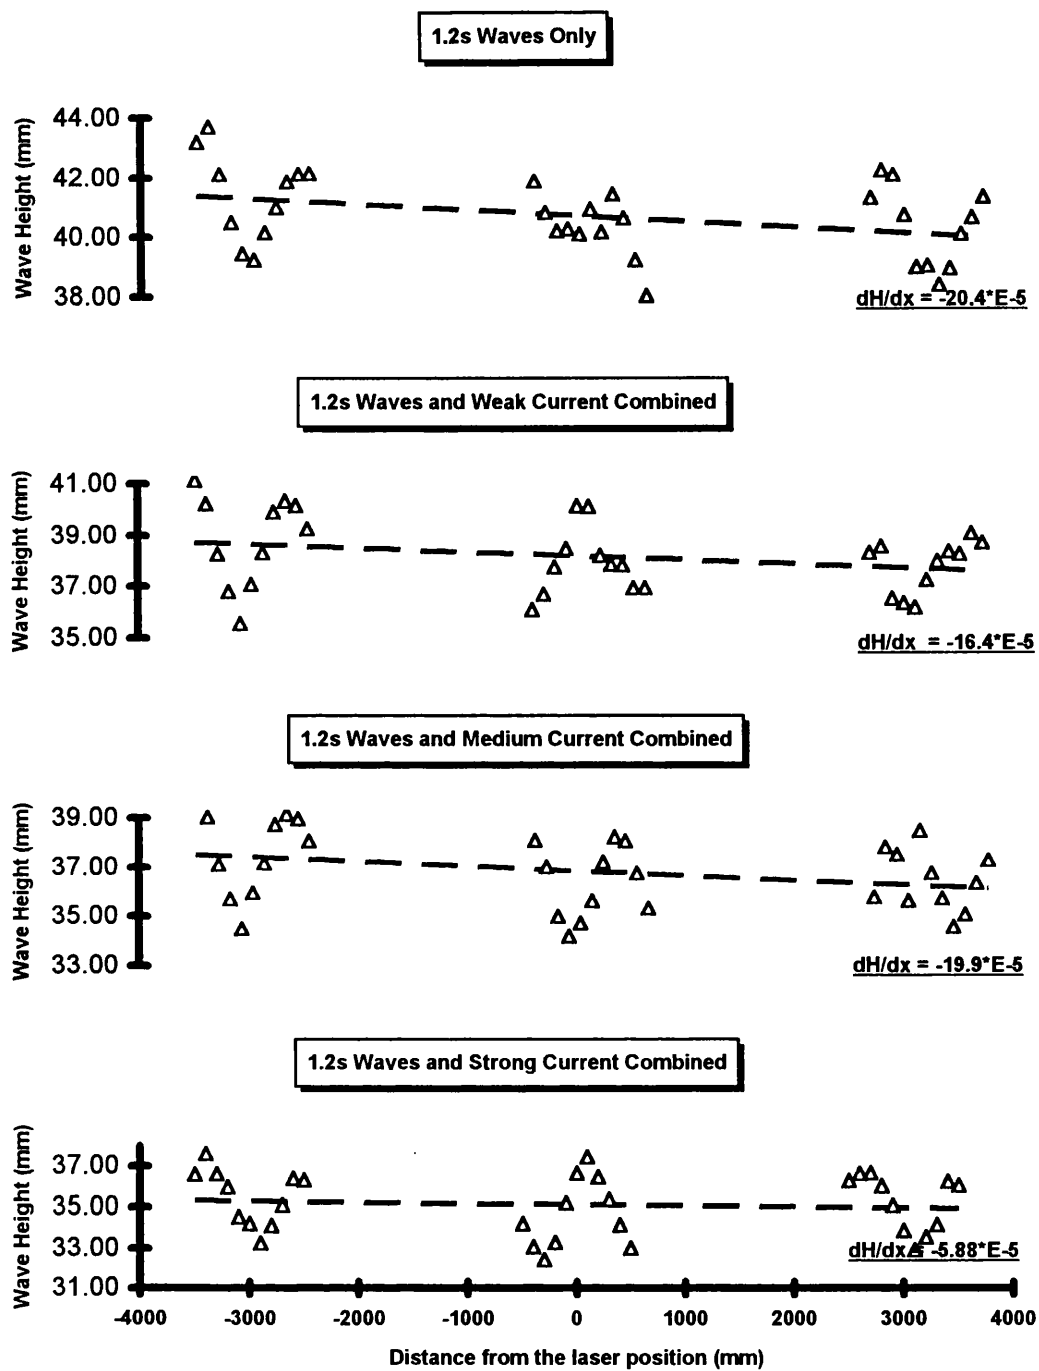 1.2s Waves Only
Wave Height (mm)
44.00
42.00
40.00
38.00
dH/dx = -20.4*E-5
1.2s Waves and Weak Current Combined
Wave Height (mm)
41.00
39.00
37.00
35.00
dH/dx = -16.4*E-5
1.2s Waves and Medium Current Combined
Wave Height (mm)
39.00
37.00
35.00
33.00
dH/dx = -19.9*E-5
1.2s Waves and Strong Current Combined
Wave Height (mm)
37.00
35.00
33.00
31.00
dH/dx = -5.88*E-5
-4000 -3000 -2000 -1000 0 1000 2000 3000 4000
Distance from the laser position (mm)